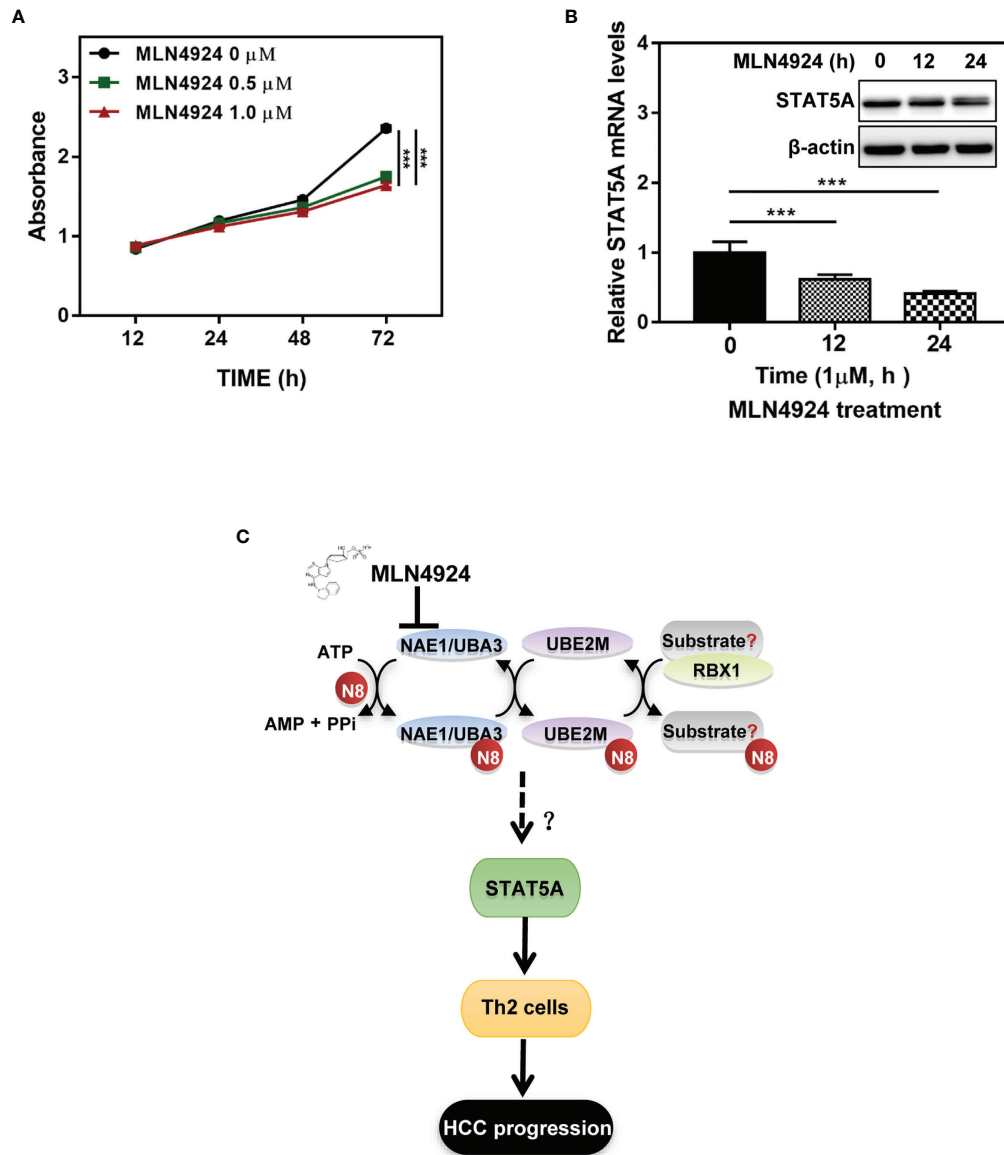 A
MLN4924 0 μM
MLN4924 0.5 μM
MLN4924 1.0 μM
Absorbance
3
2
1
0
***
***
12 24 48 72
TIME (h)
B
Relative STAT5A mRNA levels
4
3
2
1
0
MLN4924 (h) 0 12 24
STAT5A
β-actin
***
***
0 12 24
Time (1μM, h )
MLN4924 treatment
C
MLN4924
NAE1/UBA3 UBE2M Substrate?
RBX1
ATP
N8
AMP + PPi
NAE1/UBA3 UBE2M Substrate?
N8 N8 N8
?
STAT5A
Th2 cells
HCC progression